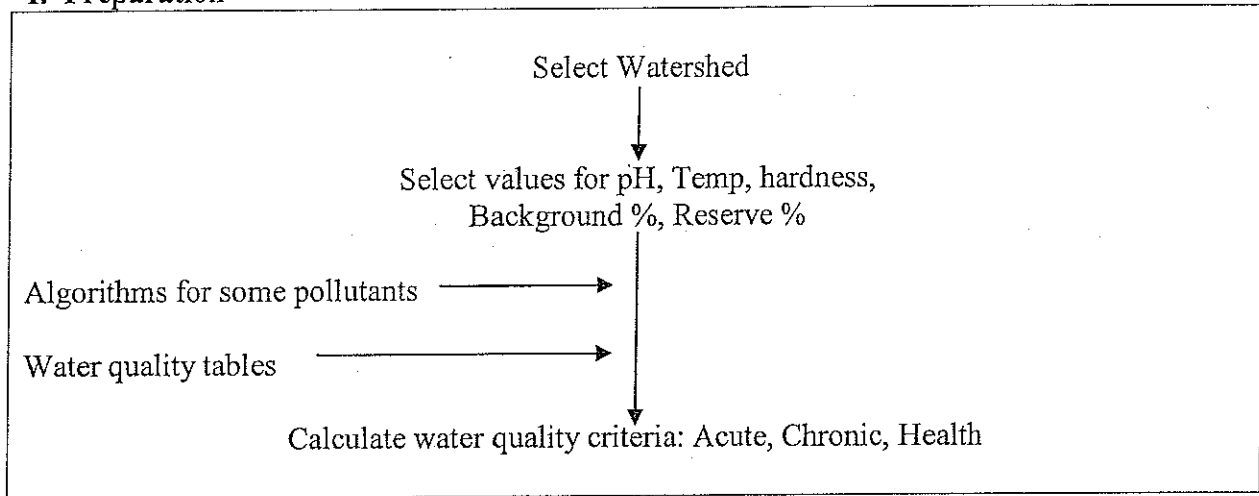 I. Preparation
Select Watershed
Select values for pH, Temp, hardness,
Background %, Reserve %
Algorithms for some pollutants
Water quality tables
Calculate water quality criteria: Acute, Chronic, Health